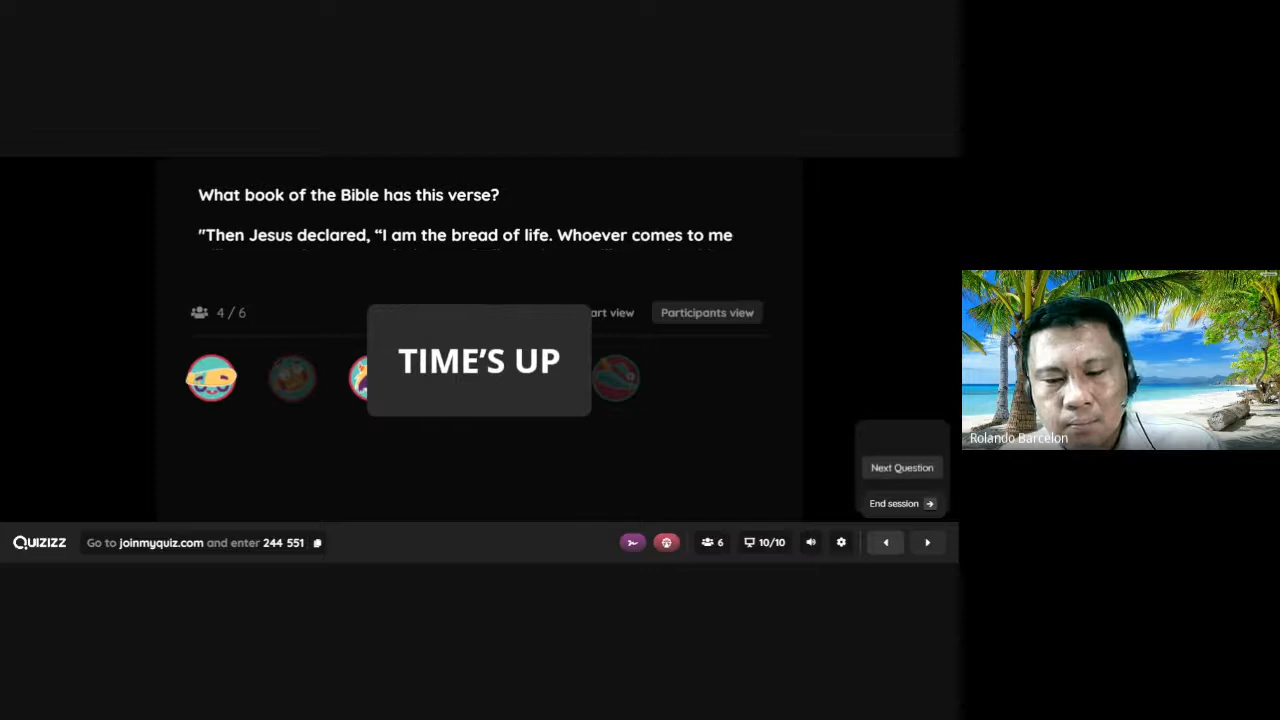 What book of the Bible has this verse?
"Then Jesus declared, “I am the bread of life. Whoever comes to me
4 / 6
art view
Participants view
TIME’S UP
Next Question
End session
QUIZIZZ
Go to joinmyquiz.com and enter 244 551
6
10/10
Rolando Barcelon